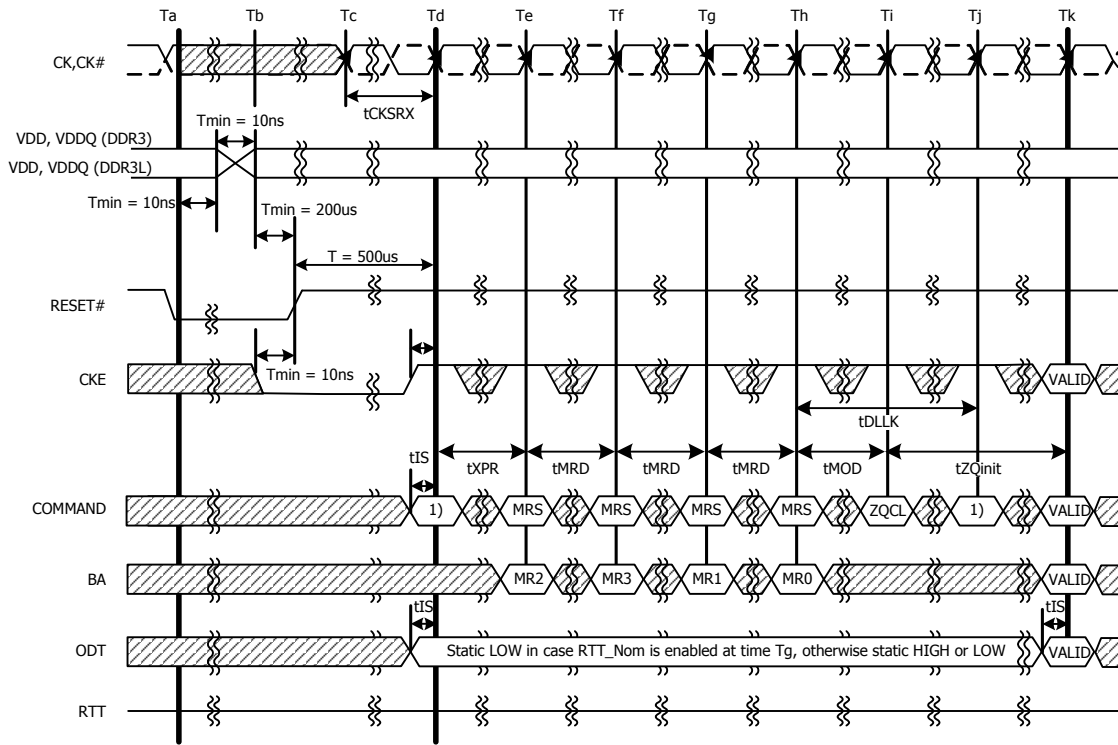 Ta Tb Tc Td Te Tf Tg Th Ti Tj Tk
CK,CK#
tCKSRX
Tmin = 10ns
VDD, VDDQ (DDR3)
VDD, VDDQ (DDR3L)
Tmin = 10ns
Tmin = 200us
T = 500us
RESET#
Tmin = 10ns
CKE
VALID
tDLLK
tIS
tXPR tMRD tMRD tMRD tMOD tZQinit
COMMAND
1) MRS MRS MRS MRS ZQCL 1) VALID
BA
MR2 MR3 MR1 MR0 VALID
tIS tIS
ODT
Static LOW in case RTT_Nom is enabled at time Tg, otherwise static HIGH or LOW
VALID
RTT